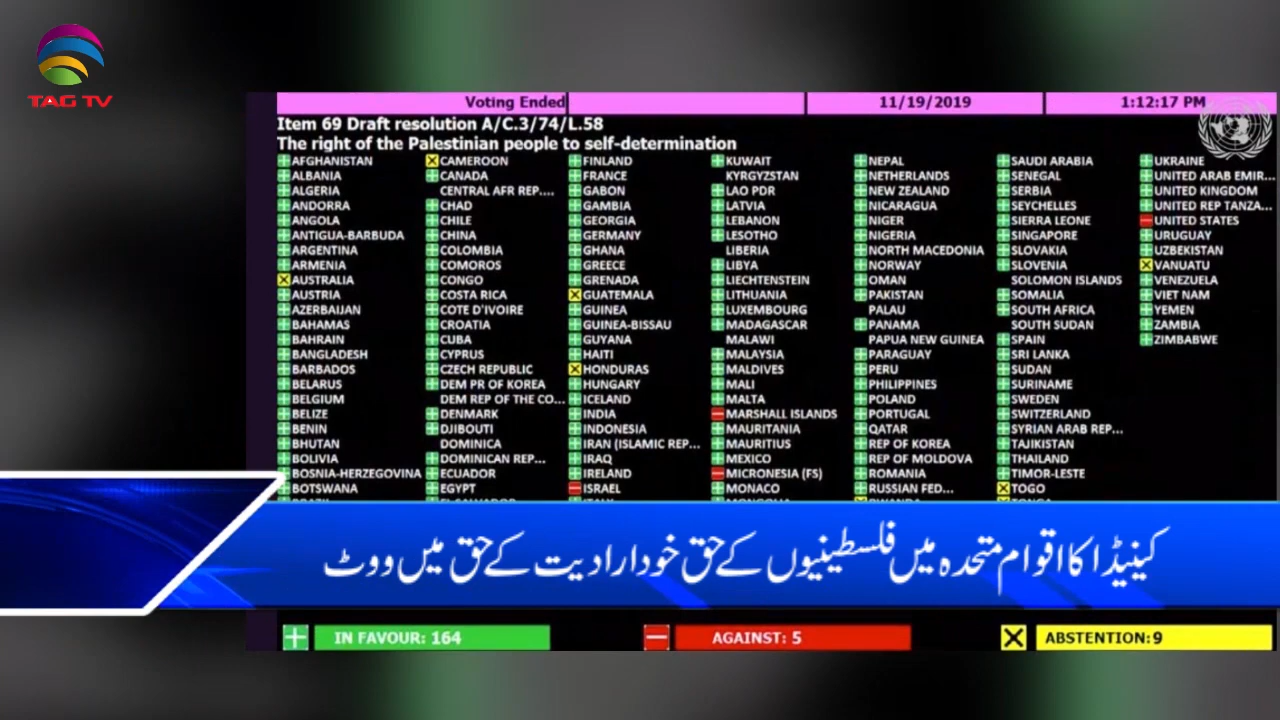 TAG TV
Voting Ended 11/19/2019 1:12:17 PM
Item 69 Draft resolution A/C.3/74/L.58
The right of the Palestinian people to self-determination
AFGHANISTAN CAMEROON FINLAND KUWAIT NEPAL SAUDI ARABIA UKRAINE
ALBANIA CANADA FRANCE KYRGYZSTAN NETHERLANDS SENEGAL UNITED ARAB EMIR...
ALGERIA CENTRAL AFR REP.... GABON LAO PDR NEW ZEALAND SERBIA UNITED KINGDOM
ANDORRA CHAD GAMBIA LATVIA NICARAGUA SEYCHELLES UNITED REP TANZA...
ANGOLA CHILE GEORGIA LEBANON NIGER SIERRA LEONE UNITED STATES
ANTIGUA-BARBUDA CHINA GERMANY LESOTHO NIGERIA SINGAPORE URUGUAY
ARGENTINA COLOMBIA GHANA LIBERIA NORTH MACEDONIA SLOVAKIA UZBEKISTAN
ARMENIA COMOROS GREECE LIBYA NORWAY SLOVENIA VANUATU
AUSTRALIA CONGO GRENADA LIECHTENSTEIN OMAN SOLOMON ISLANDS VENEZUELA
AUSTRIA COSTA RICA GUATEMALA LITHUANIA PAKISTAN SOMALIA VIET NAM
AZERBAIJAN COTE D'IVOIRE GUINEA LUXEMBOURG PALAU SOUTH AFRICA YEMEN
BAHAMAS CROATIA GUINEA-BISSAU MADAGASCAR PANAMA SOUTH SUDAN ZAMBIA
BAHRAIN CUBA GUYANA MALAWI PAPUA NEW GUINEA SPAIN ZIMBABWE
BANGLADESH CYPRUS HAITI MALAYSIA PARAGUAY SRI LANKA
BARBADOS CZECH REPUBLIC HONDURAS MALDIVES PERU SUDAN
BELARUS DEM PR OF KOREA HUNGARY MALI PHILIPPINES SURINAME
BELGIUM DEM REP OF THE CO... ICELAND MALTA POLAND SWEDEN
BELIZE DENMARK INDIA MARSHALL ISLANDS PORTUGAL SWITZERLAND
BENIN DJIBOUTI INDONESIA MAURITANIA QATAR SYRIAN ARAB REP...
BHUTAN DOMINICA IRAN (ISLAMIC REP... MAURITIUS REP OF KOREA TAJIKISTAN
BOLIVIA DOMINICAN REP... IRAQ MEXICO REP OF MOLDOVA THAILAND
BOSNIA-HERZEGOVINA ECUADOR IRELAND MICRONESIA (FS) ROMANIA TIMOR-LESTE
BOTSWANA EGYPT ISRAEL MONACO RUSSIAN FED... TOGO
کینیڈا کا اقوام متحدہ میں فلسطینیوں کے حق خودارادیت کے حق میں ووٹ
IN FAVOUR: 164 AGAINST: 5 ABSTENTION: 9